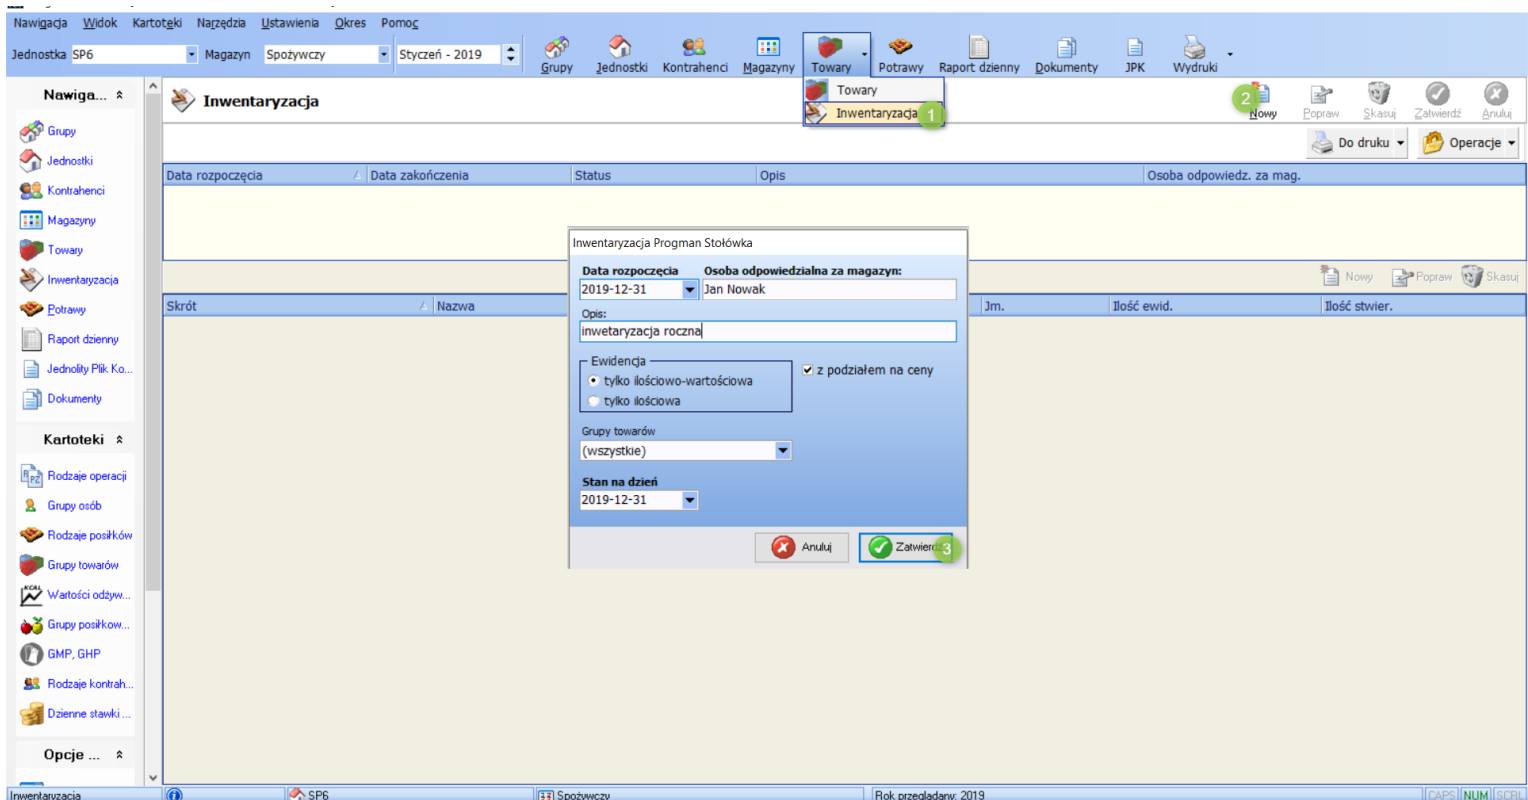 Nawigacja Widok Kartoteki Narzędzia Ustawienia Okres Pomoc
Jednostka SP6 Magazyn Spożywczy Styczeń - 2019 Grupy Jednostki Kontrahenci Magazyny Towary Potrawy Raport dzienny Dokumenty JPK Wydruki
Towary
Inwentaryzacja 1
Nawiga...
Inwentaryzacja
2 Nowy Popraw Skasuj Zatwierdź Anuluj
Do druku Operacje
Grupy
Jednostki
Kontrahenci
Magazyny
Towary
Inwentaryzacja
Potrawy
Raport dzienny
Jednolity Plik Ko...
Dokumenty
Kartoteki
Rodzaje operacji
Grupy osób
Rodzaje posiłków
Grupy towarów
Wartości odżyw...
Grupy posiłkow...
GMP, GHP
Rodzaje kontrah...
Dzienne stawki ...
Opcje ...
Data rozpoczęcia Data zakończenia Status Opis Osoba odpowiedz. za mag.
Nowy Popraw Skasuj
Skrót Nazwa Jm. Ilość ewid. Ilość stwier.
Inwentaryzacja Progman Stołówka
Data rozpoczęcia Osoba odpowiedzialna za magazyn:
2019-12-31 Jan Nowak
Opis:
inwetaryzacja roczna
Ewidencja
tylko ilościowo-wartościowa
tylko ilościowa
z podziałem na ceny
Grupy towarów
(wszystkie)
Stan na dzień
2019-12-31
Anuluj Zatwierdź 3
Inwentaryzacja SP6 Spożywczy Rok przeglądany: 2019 CAPS NUM SCRL